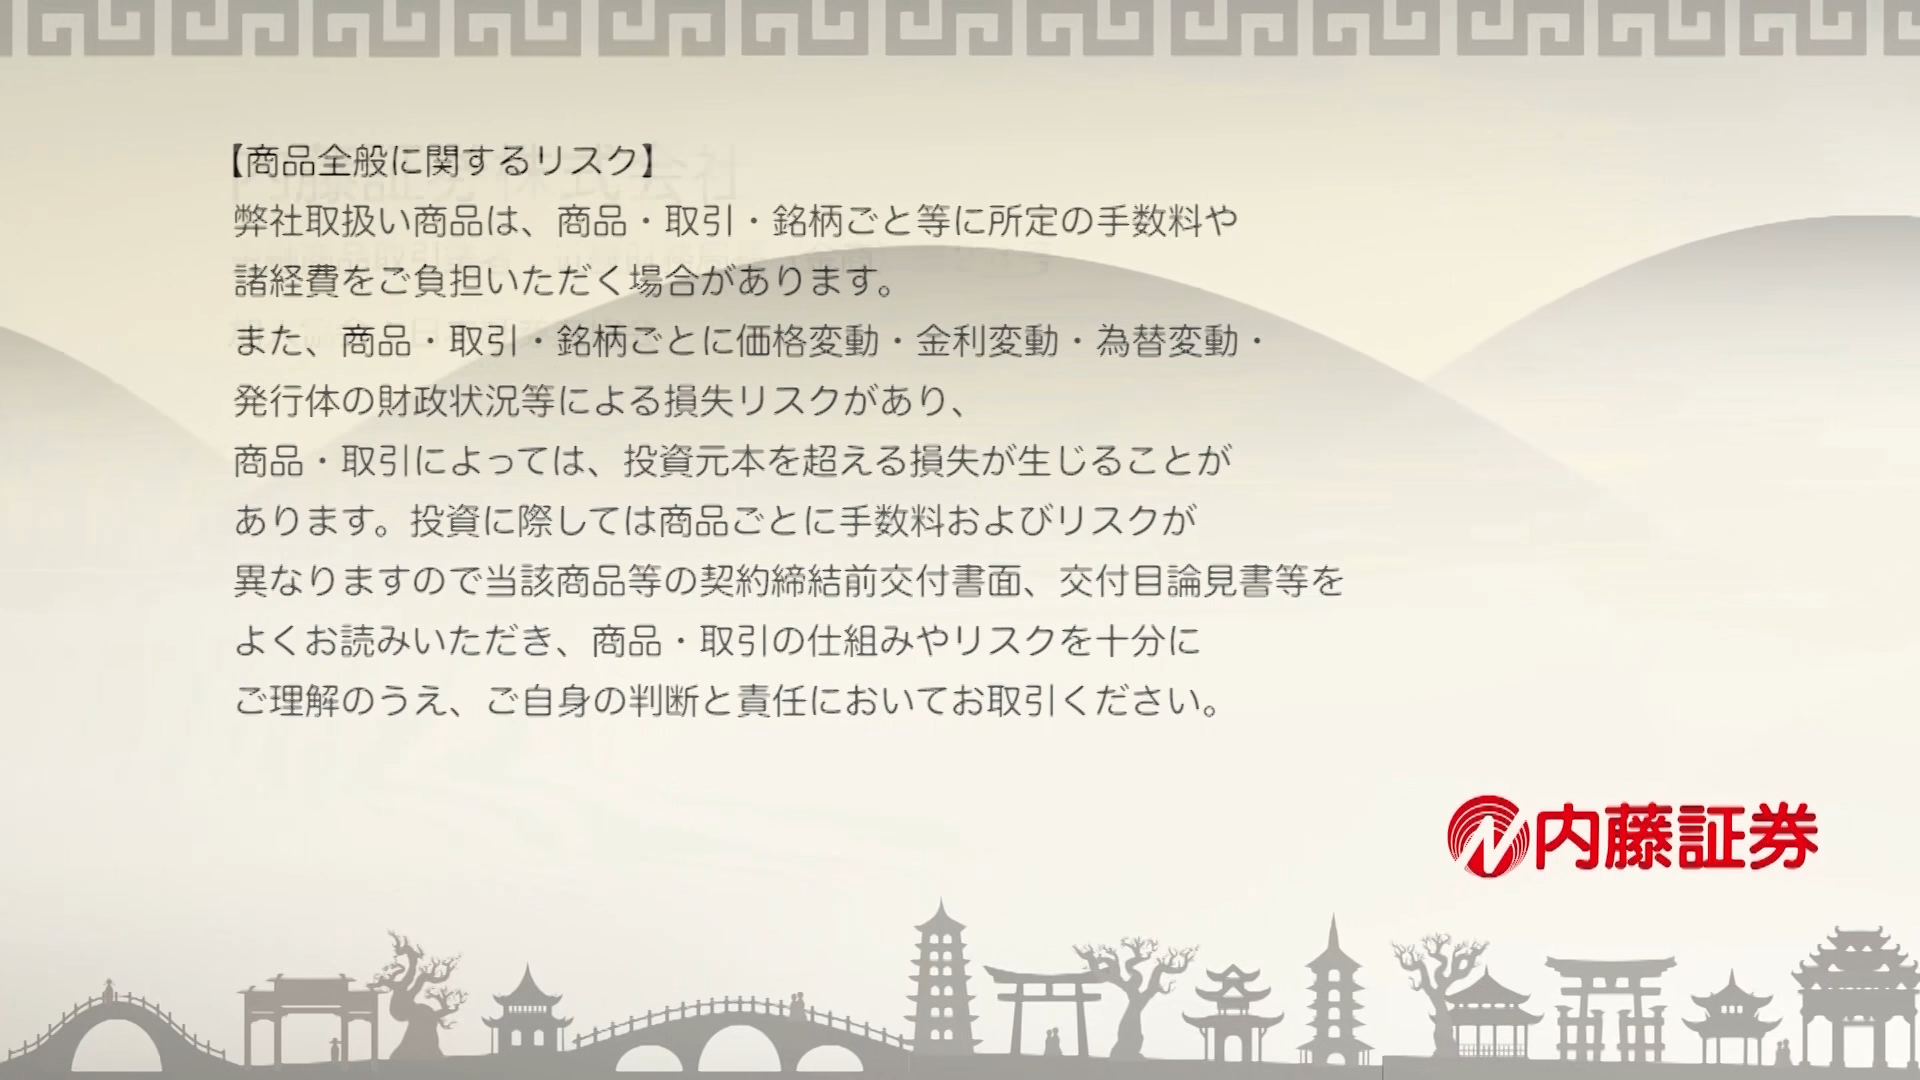 【商品全般に関するリスク】
弊社取扱い商品は、商品・取引・銘柄ごと等に所定の手数料や
諸経費をご負担いただく場合があります。
また、商品・取引・銘柄ごとに価格変動・金利変動・為替変動・
発行体の財政状況等による損失リスクがあり、
商品・取引によっては、投資元本を超える損失が生じることが
あります。投資に際しては商品ごとに手数料およびリスクが
異なりますので当該商品等の契約締結前交付書面、交付目論見書等を
よくお読みいただき、商品・取引の仕組みやリスクを十分に
ご理解のうえ、ご自身の判断と責任においてお取引ください。
内藤証券